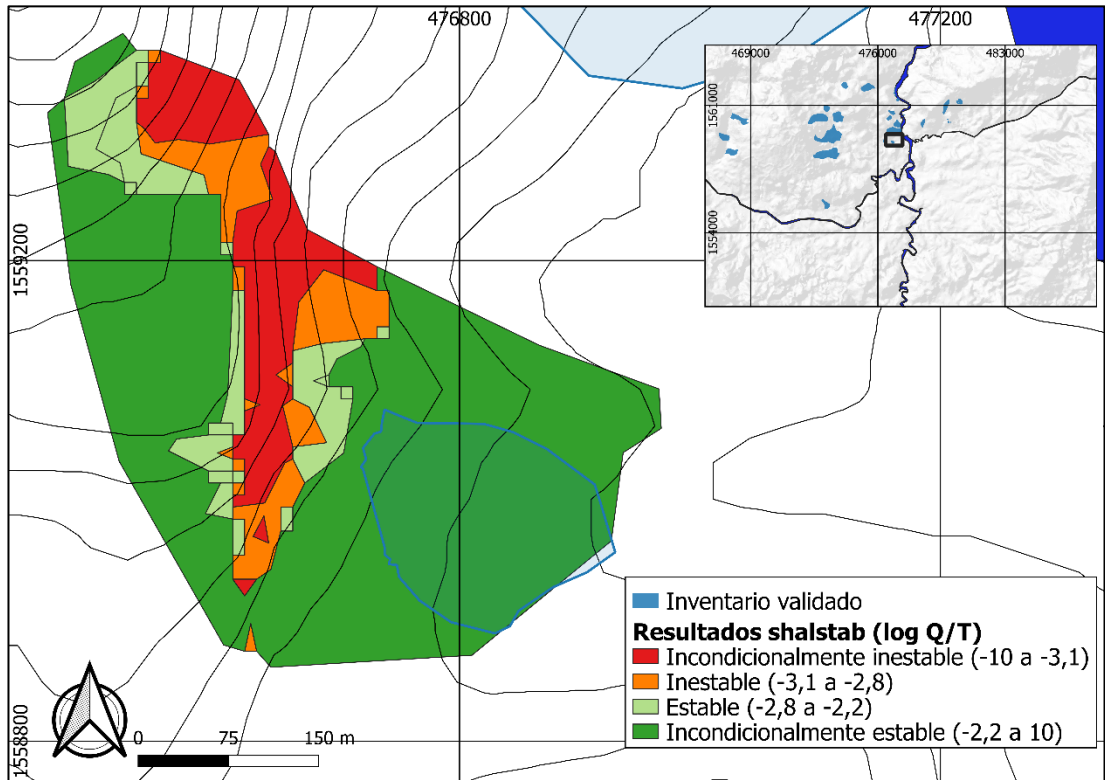 476800
477200
469000
476000
483000
1561000
1554000
1559200
1558800
Inventario validado
Resultados shalstab (log Q/T)
Incondicionalmente inestable (-10 a -3,1)
Inestable (-3,1 a -2,8)
Estable (-2,8 a -2,2)
Incondicionalmente estable (-2,2 a 10)
0 75 150 m